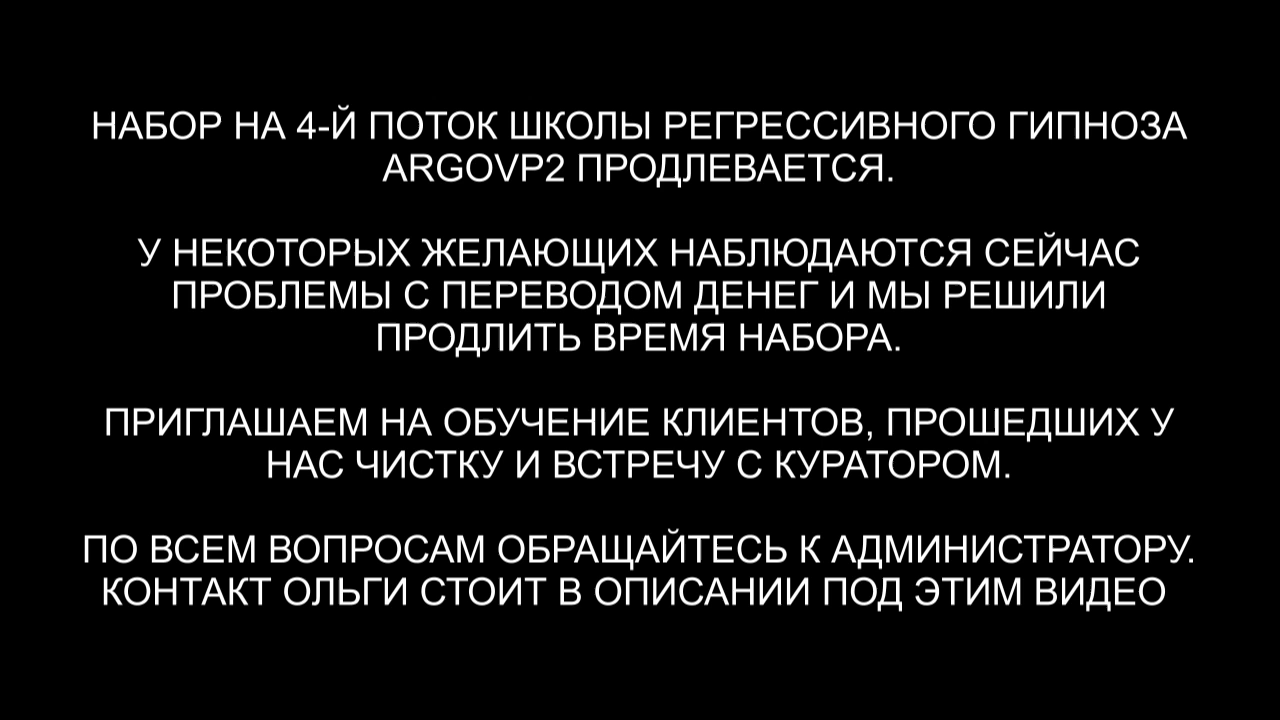 НАБОР НА 4-Й ПОТОК ШКОЛЫ РЕГРЕССИВНОГО ГИПНОЗА
ARGOVP2 ПРОДЛЕВАЕТСЯ.
У НЕКОТОРЫХ ЖЕЛАЮЩИХ НАБЛЮДАЮТСЯ СЕЙЧАС
ПРОБЛЕМЫ С ПЕРЕВОДОМ ДЕНЕГ И МЫ РЕШИЛИ
ПРОДЛИТЬ ВРЕМЯ НАБОРА.
ПРИГЛАШАЕМ НА ОБУЧЕНИЕ КЛИЕНТОВ, ПРОШЕДШИХ У
НАС ЧИСТКУ И ВСТРЕЧУ С КУРАТОРОМ.
ПО ВСЕМ ВОПРОСАМ ОБРАЩАЙТЕСЬ К АДМИНИСТРАТОРУ.
КОНТАКТ ОЛЬГИ СТОИТ В ОПИСАНИИ ПОД ЭТИМ ВИДЕО